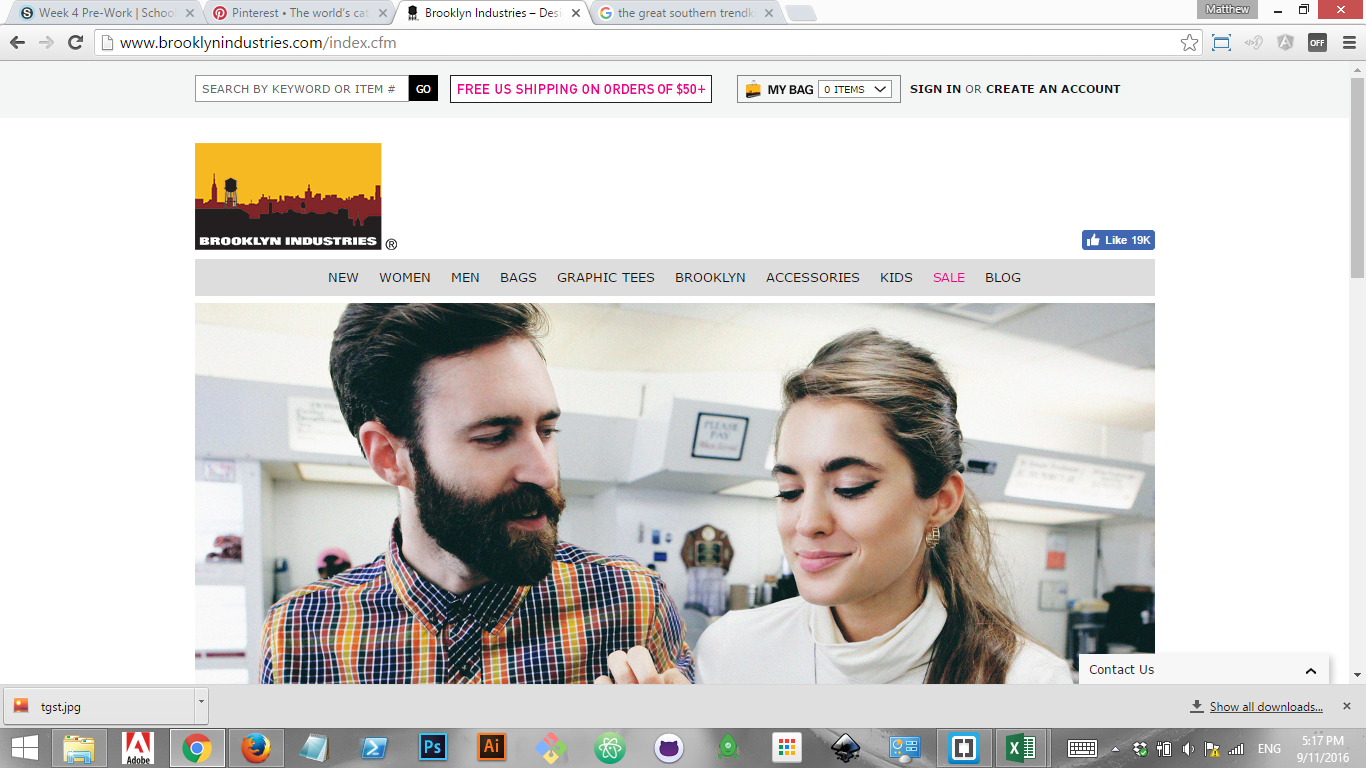 Week 4 Pre-Work | School
Pinterest • The world's cat
Brooklyn Industries – Desi
the great southern trendk
Matthew
www.brooklynindustries.com/index.cfm
OFF
SEARCH BY KEYWORD OR ITEM #
GO
FREE US SHIPPING ON ORDERS OF $50+
MY BAG
0 ITEMS
SIGN IN OR CREATE AN ACCOUNT
BROOKLYN INDUSTRIES ®
Like 19K
NEW WOMEN MEN BAGS GRAPHIC TEES BROOKLYN ACCESSORIES KIDS SALE BLOG
PLEASE
PAY
Contact Us
tgst.jpg
Show all downloads...
Adobe
Ps
Ai
ENG
5:17 PM
9/11/2016